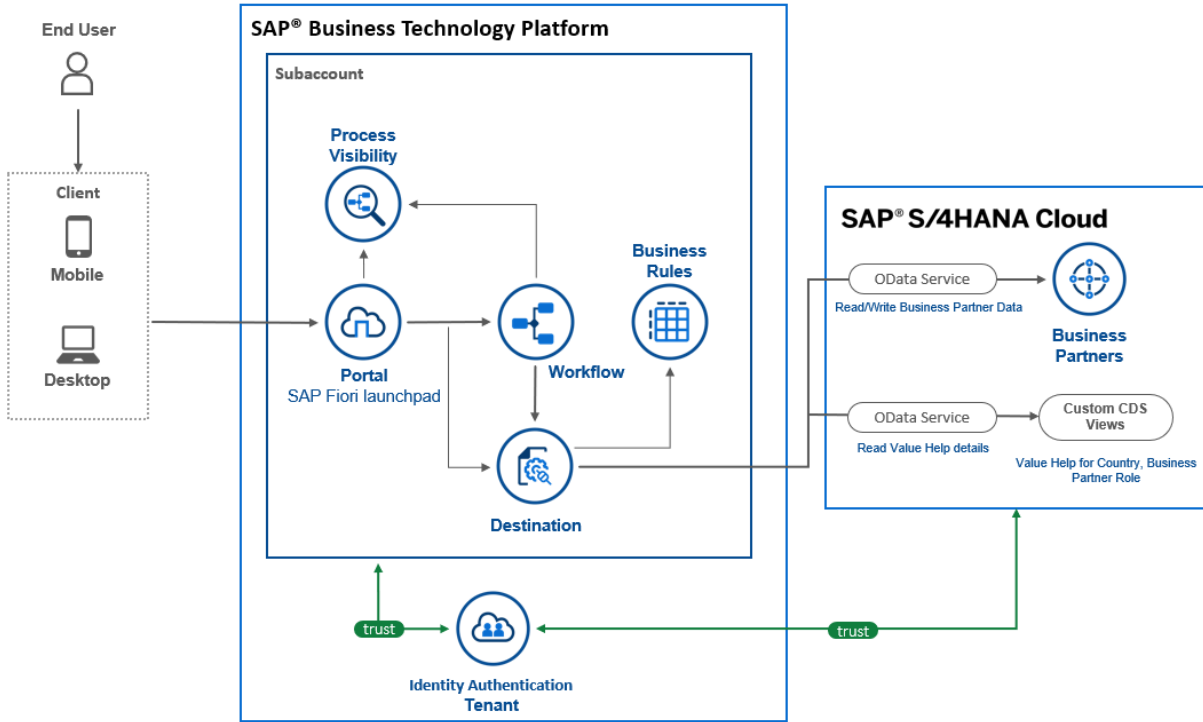 End User
Client
Mobile
Desktop
SAP® Business Technology Platform
Subaccount
Process
Visibility
Portal
SAP Fiori launchpad
Workflow
Business
Rules
Destination
trust
Identity Authentication
Tenant
trust
SAP® S/4HANA Cloud
OData Service
Read/Write Business Partner Data
Business
Partners
OData Service
Read Value Help details
Custom CDS
Views
Value Help for Country, Business
Partner Role